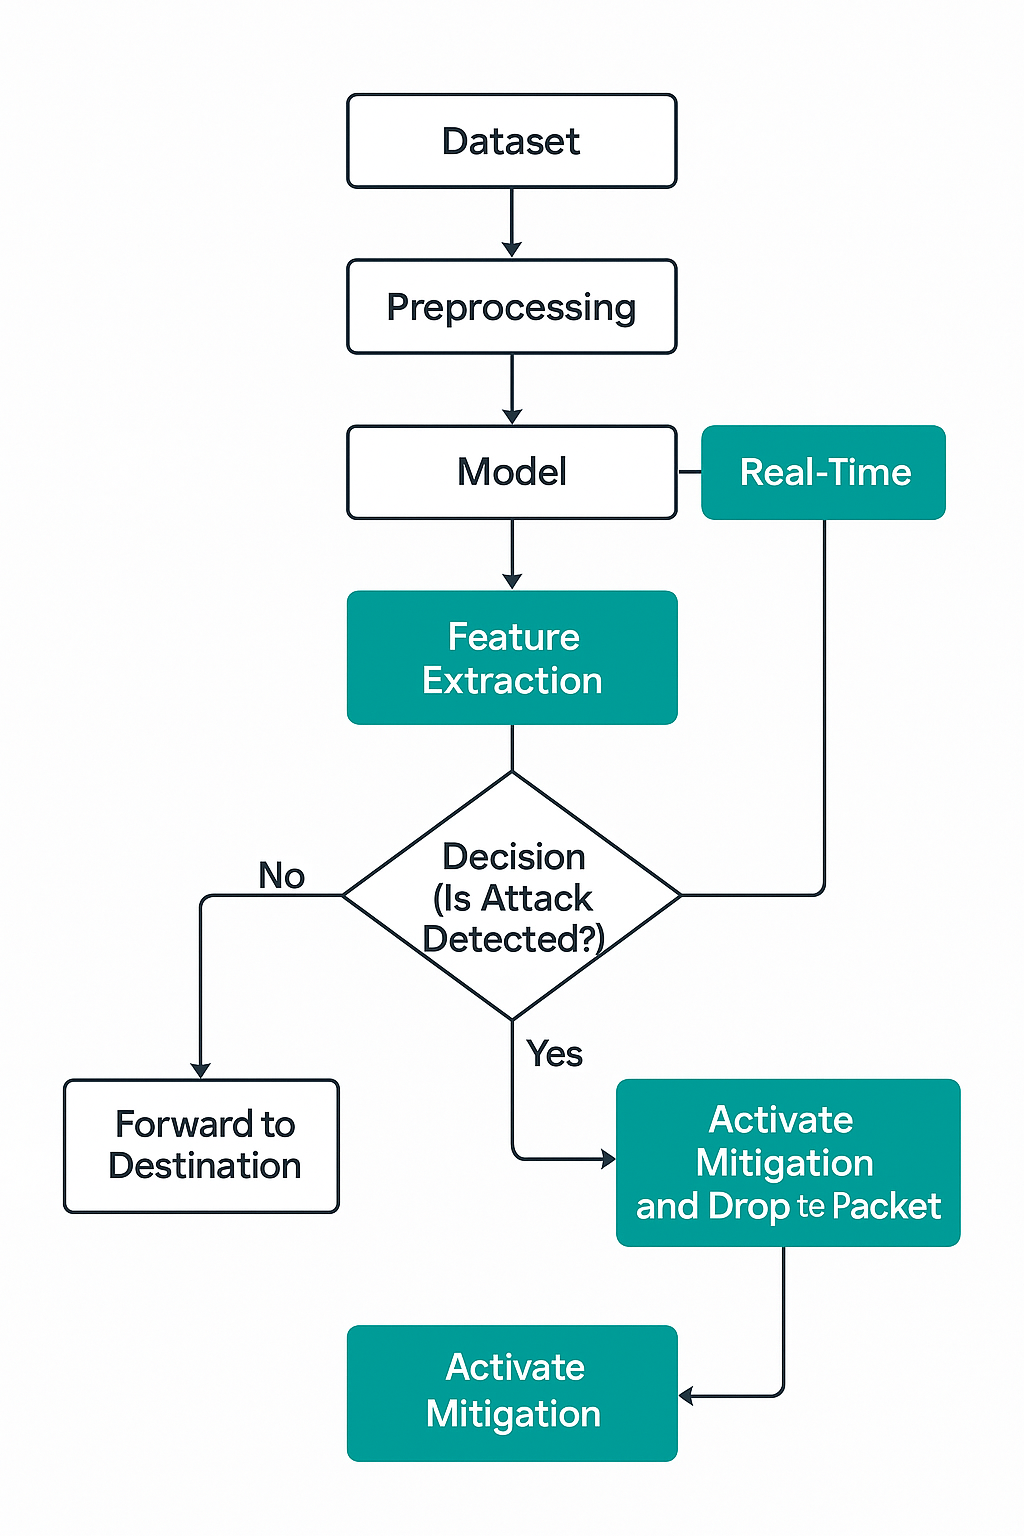 Dataset
Preprocessing
Model
Real-Time
Feature
Extraction
Decision
(Is Attack
Detected?)
No
Yes
Forward to
Destination
Activate
Mitigation
and Drop te Packet
Activate
Mitigation